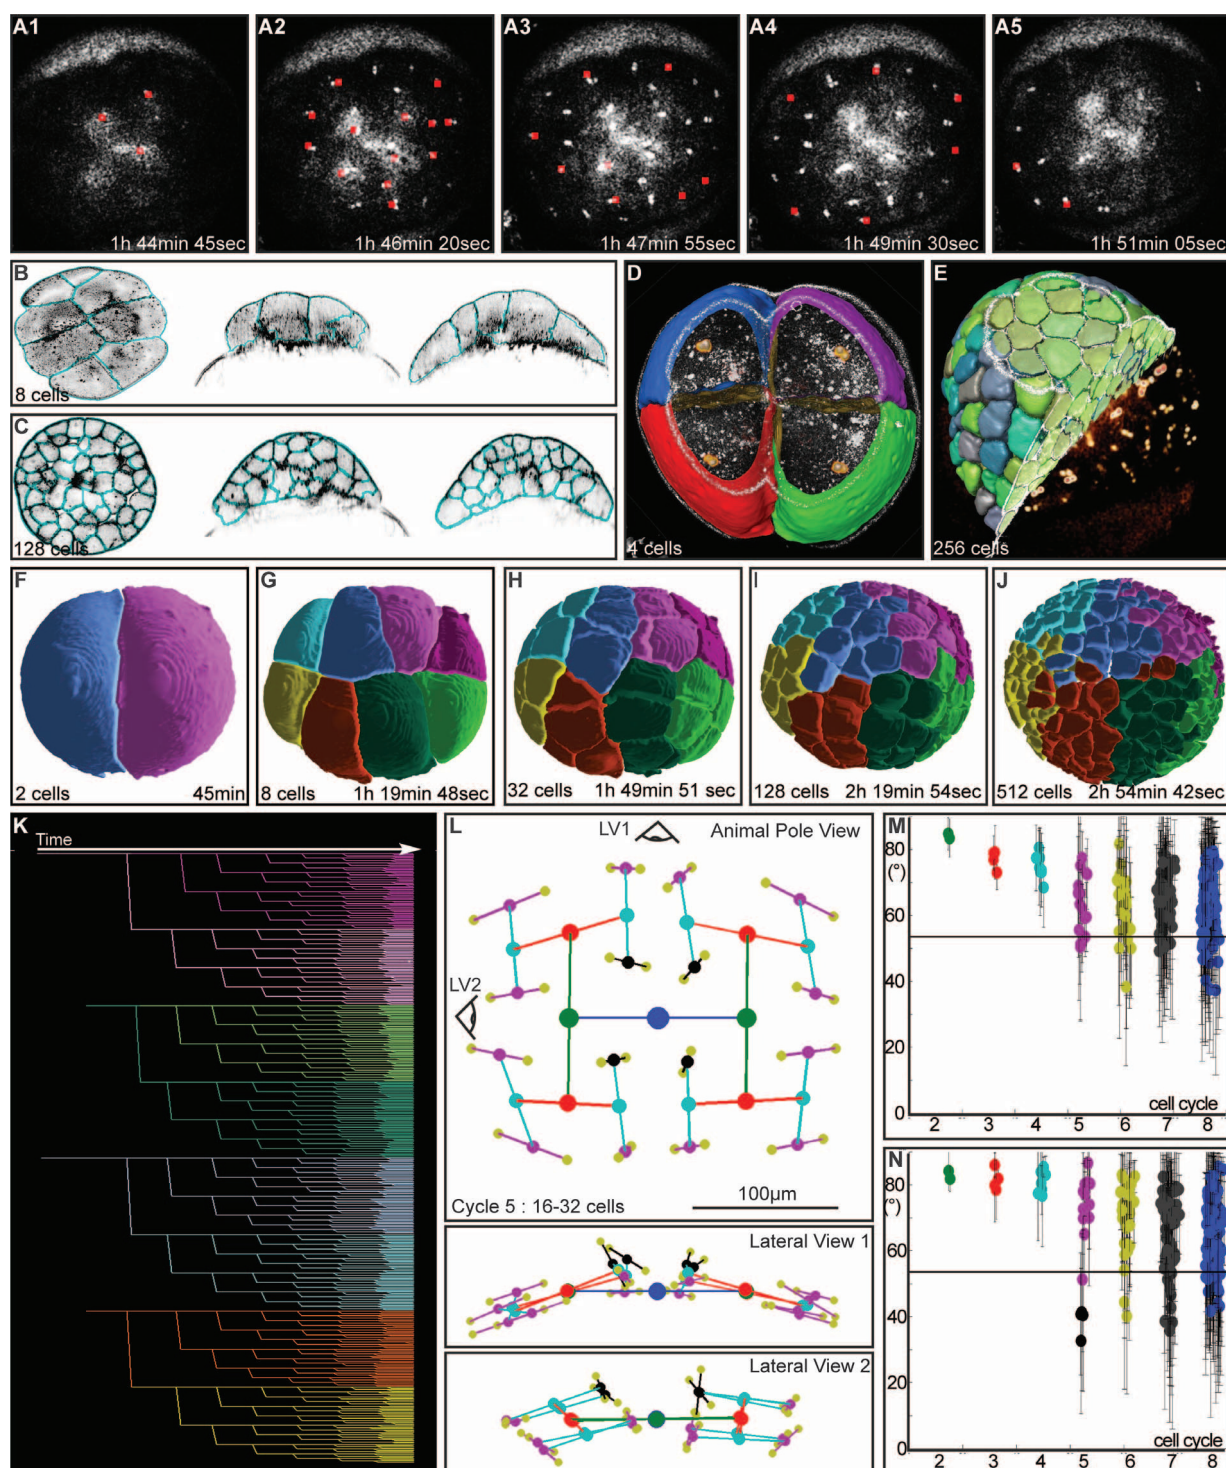 A1
A2
A3
A4
A5
1h 44min 45sec
1h 46min 20sec
1h 47min 55sec
1h 49min 30sec
1h 51min 05sec
B
8 cells
C
128 cells
D
4 cells
E
256 cells
F
2 cells
45min
G
8 cells
1h 19min 48sec
H
32 cells
1h 49min 51 sec
I
128 cells
2h 19min 54sec
J
512 cells
2h 54min 42sec
K
Time
L
LV1
Animal Pole View
LV2
Cycle 5 : 16-32 cells
100µm
Lateral View 1
Lateral View 2
M
80
(°)
60
40
20
0
cell cycle
2 3 4 5 6 7 8
N
80
(°)
60
40
20
0
cell cycle
2 3 4 5 6 7 8